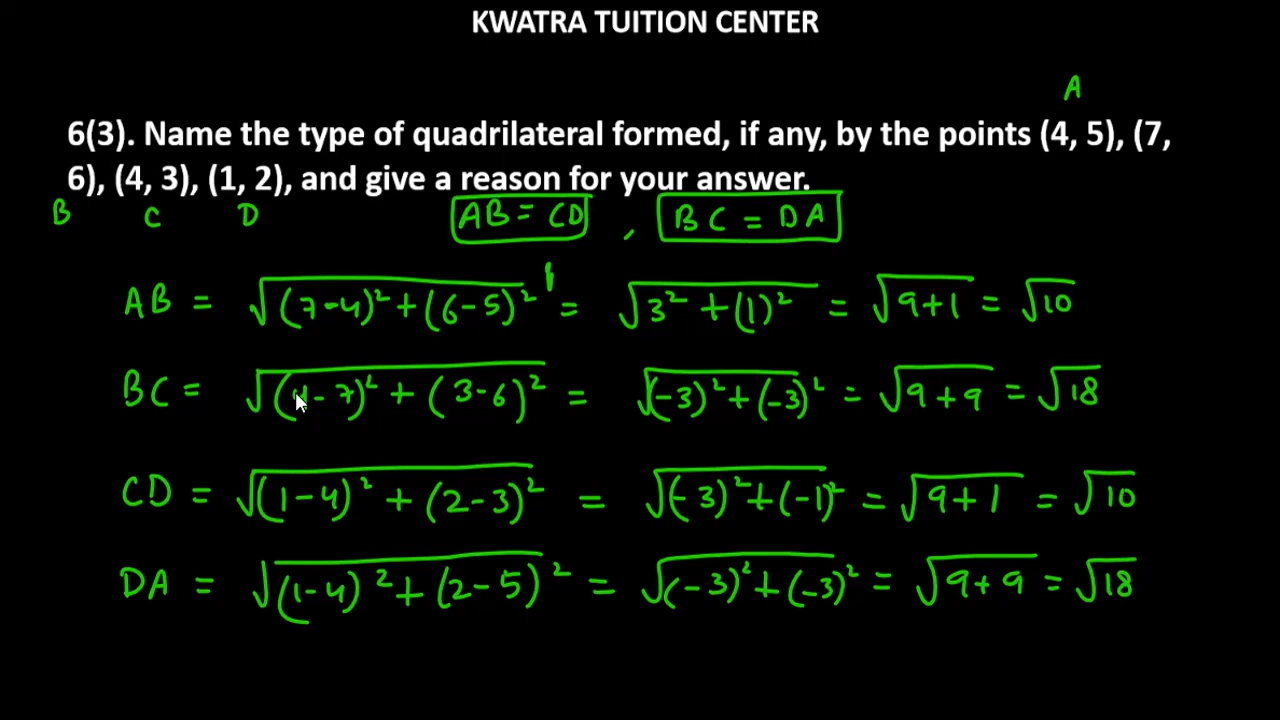 KWATRA TUITION CENTER
A
6(3). Name the type of quadrilateral formed, if any, by the points (4, 5), (7,
6), (4, 3), (1, 2), and give a reason for your answer.
B C D AB = CD , BC = DA
AB = √(7-4)² + (6-5)² = √3² + (1)² = √9+1 = √10
BC = √(4-7)² + (3-6)² = √(-3)² + (-3)² = √9+9 = √18
CD = √(1-4)² + (2-3)² = √(-3)² + (-1)² = √9+1 = √10
DA = √(1-4)² + (2-5)² = √(-3)² + (-3)² = √9+9 = √18